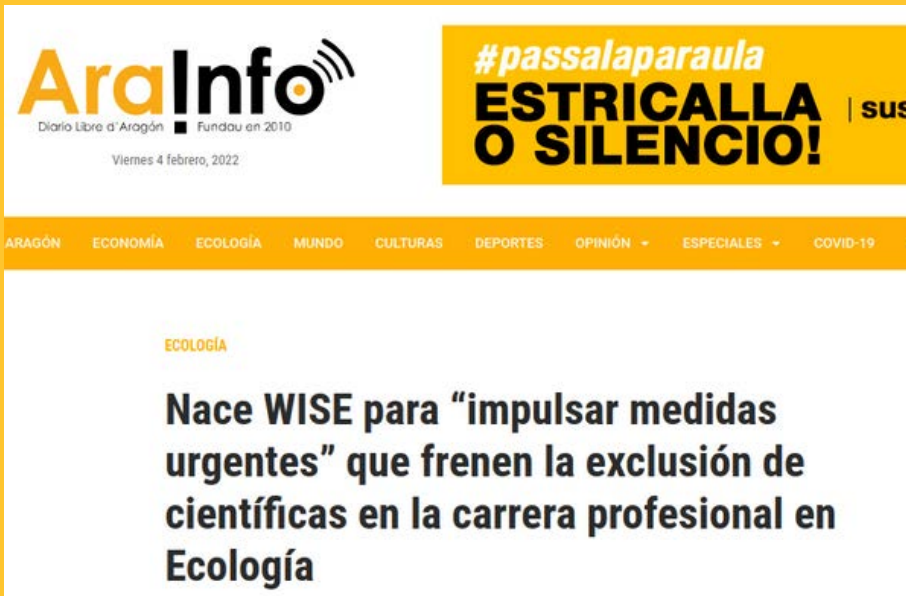 AraInfo
Diario Libre d'Aragón Fundau en 2010
Viernes 4 febrero, 2022
#passalaparaula
ESTRICALLA
O SILENCIO!
| sus
ARAGÓN ECONOMÍA ECOLOGÍA MUNDO CULTURAS DEPORTES OPINIÓN ESPECIALES COVID-19
ECOLOGÍA
Nace WISE para “impulsar medidas
urgentes” que frenen la exclusión de
científicas en la carrera profesional en
Ecología